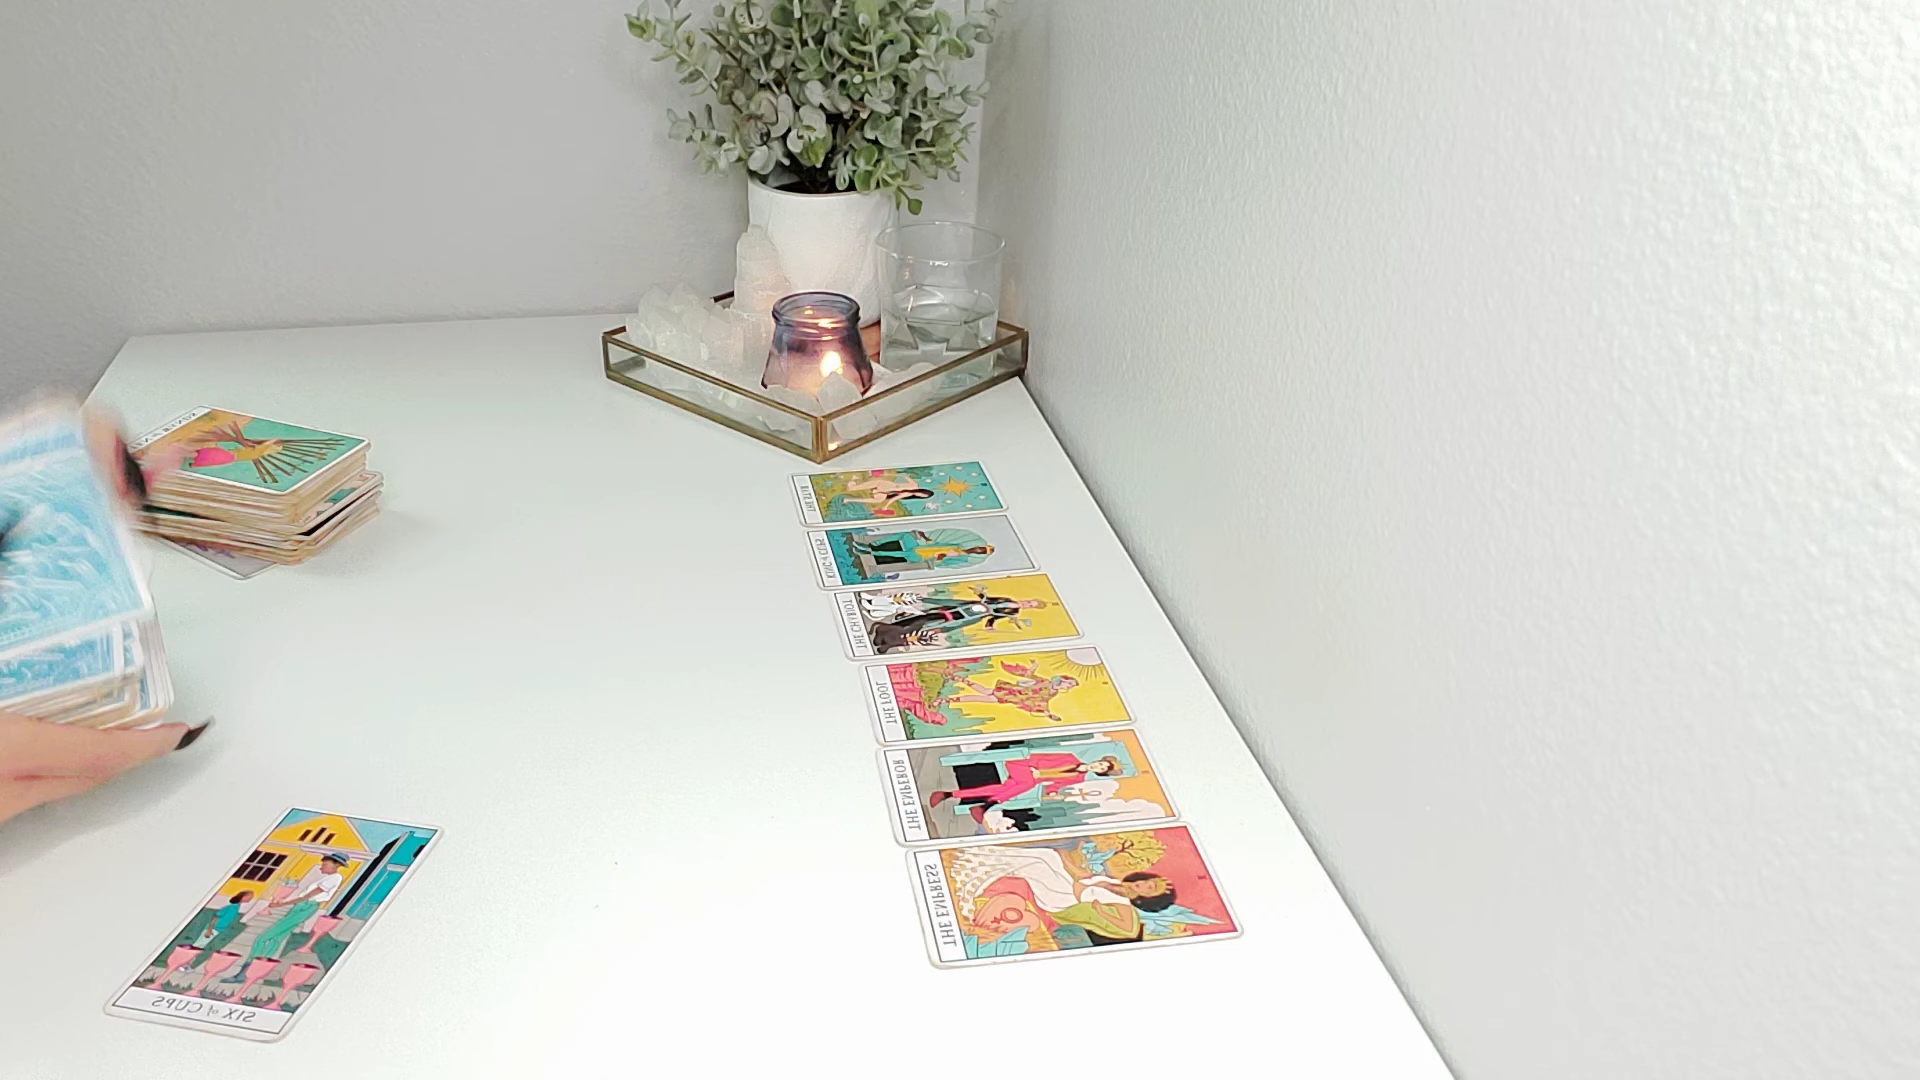 THE STAR
KING of CUPS
THE CHARIOT
THE FOOL
THE EMPEROR
THE EMPRESS
SIX of CUPS